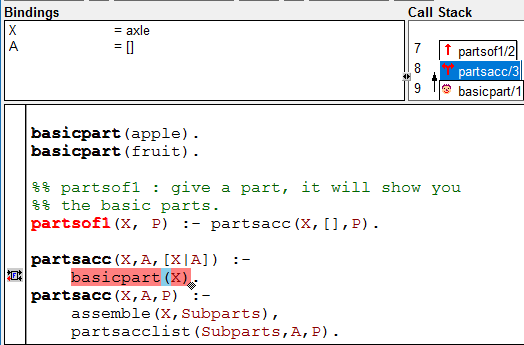 Bindings
X = axle
A = []
Call Stack
7 partsof1/2
8 partsacc/3
9 basicpart/1
basicpart(apple).
basicpart(fruit).
%% partsof1 : give a part, it will show you
%% the basic parts.
partsof1(X, P) :- partsacc(X,[],P).
partsacc(X,A,[X|A]) :-
basicpart(X).
partsacc(X,A,P) :-
assemble(X,Subparts),
partsacclist(Subparts,A,P).